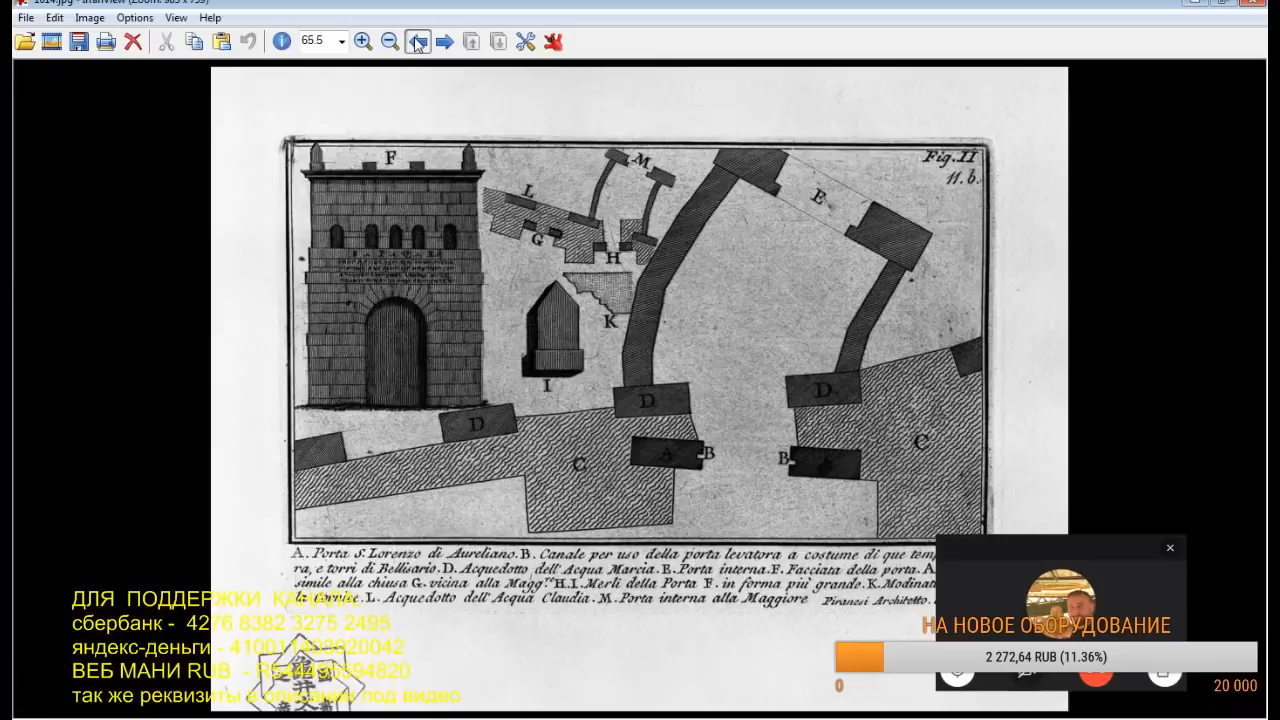 File Edit Image Options View Help
65.5
F
M
Fig. II
11. b.
L
E
G
H
K
I
D
D
D
C
A
B
B
C
A. Porta S. Lorenzo di Aureliano. B. Canale per uso della porta levatora a costume di que
ra, e torri di Bellisario. D. Acquedotto dell'Acqua Marcia. E. Porta interna. F. Facciata della porta. A.
simile alla chiusa G. vicina alla Magg.re H. I. Merli della Porta F. in forma più grande. K.
L. Acquedotto dell'Acqua Claudia. M. Porta interna alla Maggiore Piranesi Architetto.
ДЛЯ ПОДДЕРЖКИ КАНАЛА:
сбербанк - 4276 8382 3275 2495
яндекс-деньги -
ВЕБ МАНИ RUB -
так же реквизиты в описании под видео
НА НОВОЕ ОБОРУДОВАНИЕ
2 272,64 RUB (11.36%)
0
20 000